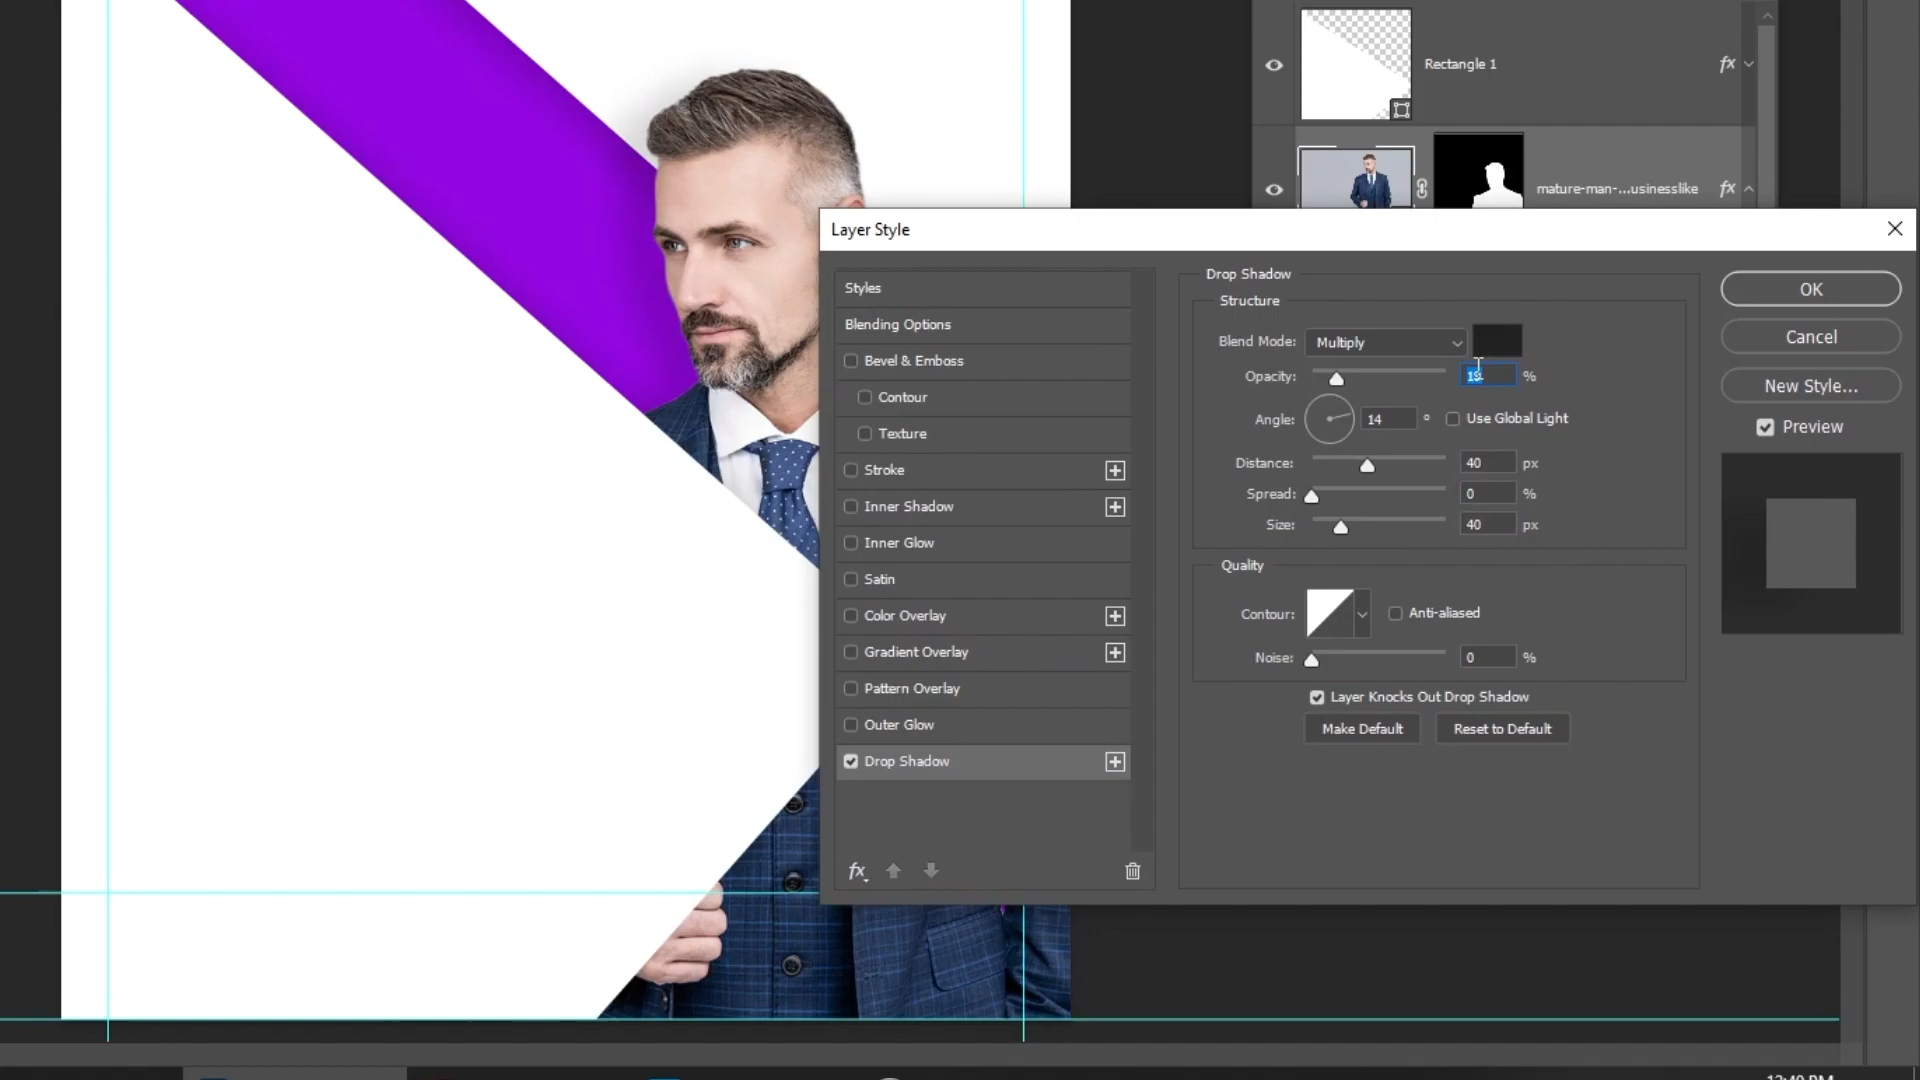 Rectangle 1
fx
mature-man-...usinesslike
fx
Layer Style
Styles
Blending Options
Bevel & Emboss
Contour
Texture
Stroke
Inner Shadow
Inner Glow
Satin
Color Overlay
Gradient Overlay
Pattern Overlay
Outer Glow
Drop Shadow
fx
Drop Shadow
Structure
Blend Mode: Multiply
Opacity: %
Angle: 14 ° Use Global Light
Distance: 40 px
Spread: 0 %
Size: 40 px
Quality
Contour: Anti-aliased
Noise: 0 %
Layer Knocks Out Drop Shadow
Make Default Reset to Default
OK
Cancel
New Style...
Preview